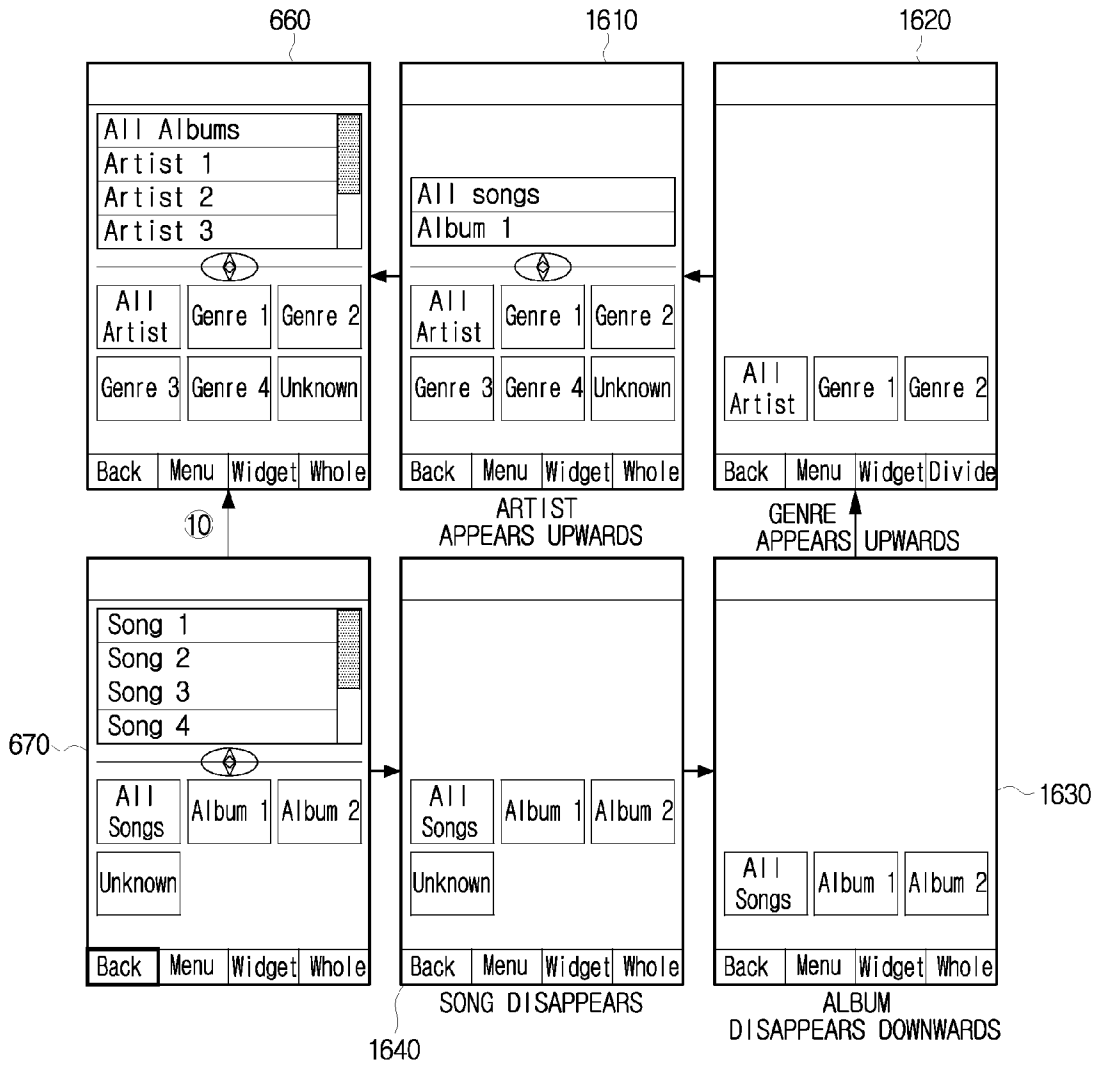 660
1610
1620
All Albums
Artist 1
Artist 2
Artist 3
All
Artist
Genre 1
Genre 2
Genre 3
Genre 4
Unknown
Back
Menu
Widget
Whole
All songs
Album 1
All
Artist
Genre 1
Genre 2
Genre 3
Genre 4
Unknown
Back
Menu
Widget
Whole
ARTIST
APPEARS UPWARDS
All
Artist
Genre 1
Genre 2
Back
Menu
Widget
Divide
GENRE
APPEARS UPWARDS
10
670
Song 1
Song 2
Song 3
Song 4
All
Songs
Album 1
Album 2
Unknown
Back
Menu
Widget
Whole
All
Songs
Album 1
Album 2
Unknown
Back
Menu
Widget
Whole
SONG DISAPPEARS
1640
All
Songs
Album 1
Album 2
Back
Menu
Widget
Whole
ALBUM
DISAPPEARS DOWNWARDS
1630